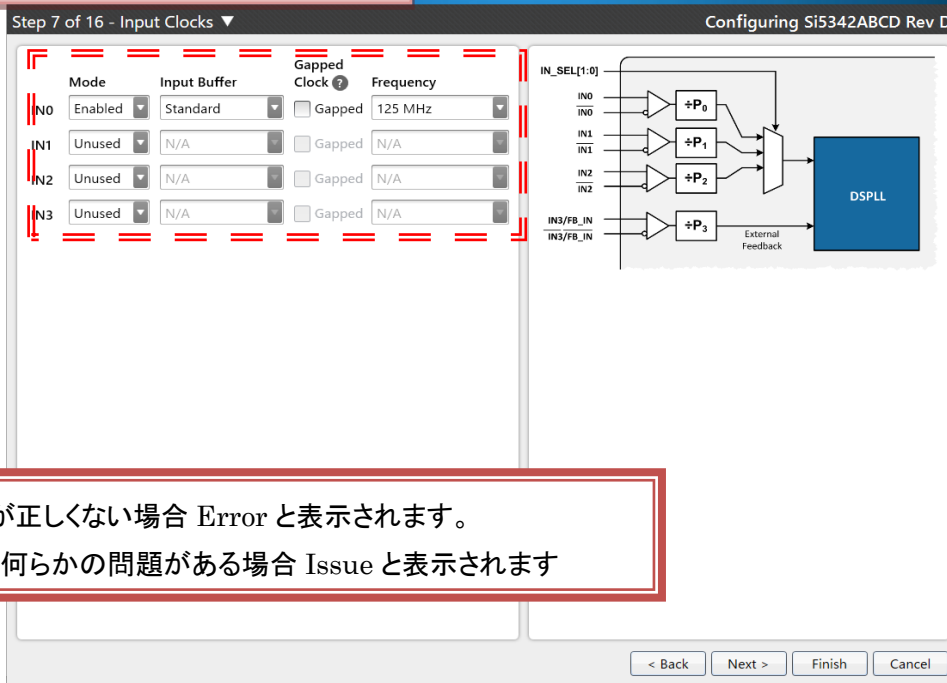 Step 7 of 16 - Input Clocks ▼ Configuring Si5342ABCD Rev D
Gapped
Mode Input Buffer Clock ? Frequency
IN0 Enabled Standard Gapped 125 MHz
IN1 Unused N/A Gapped N/A
IN2 Unused N/A Gapped N/A
IN3 Unused N/A Gapped N/A
IN_SEL[1:0]
IN0
IN0
÷P0
IN1
IN1
÷P1
IN2
IN2
÷P2
DSPLL
IN3/FB_IN
IN3/FB_IN
÷P3
External
Feedback
が正しくない場合 Error と表示されます。
何らかの問題がある場合 Issue と表示されます
< Back Next > Finish Cancel